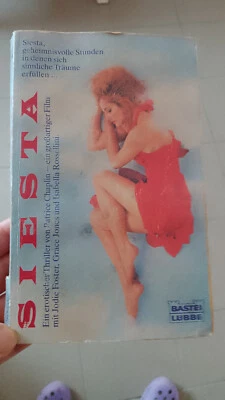 Siesta,
geheimnisvolle Stunden
in denen sich
sinnliche Träume
erfüllen.
SIESTA
Ein erotischer Thriller von Patrice Chaplin – ein großartiger Film
mit Jodie Foster, Grace Jones und Isabella Rossellini
BASTEI
LÜBBE